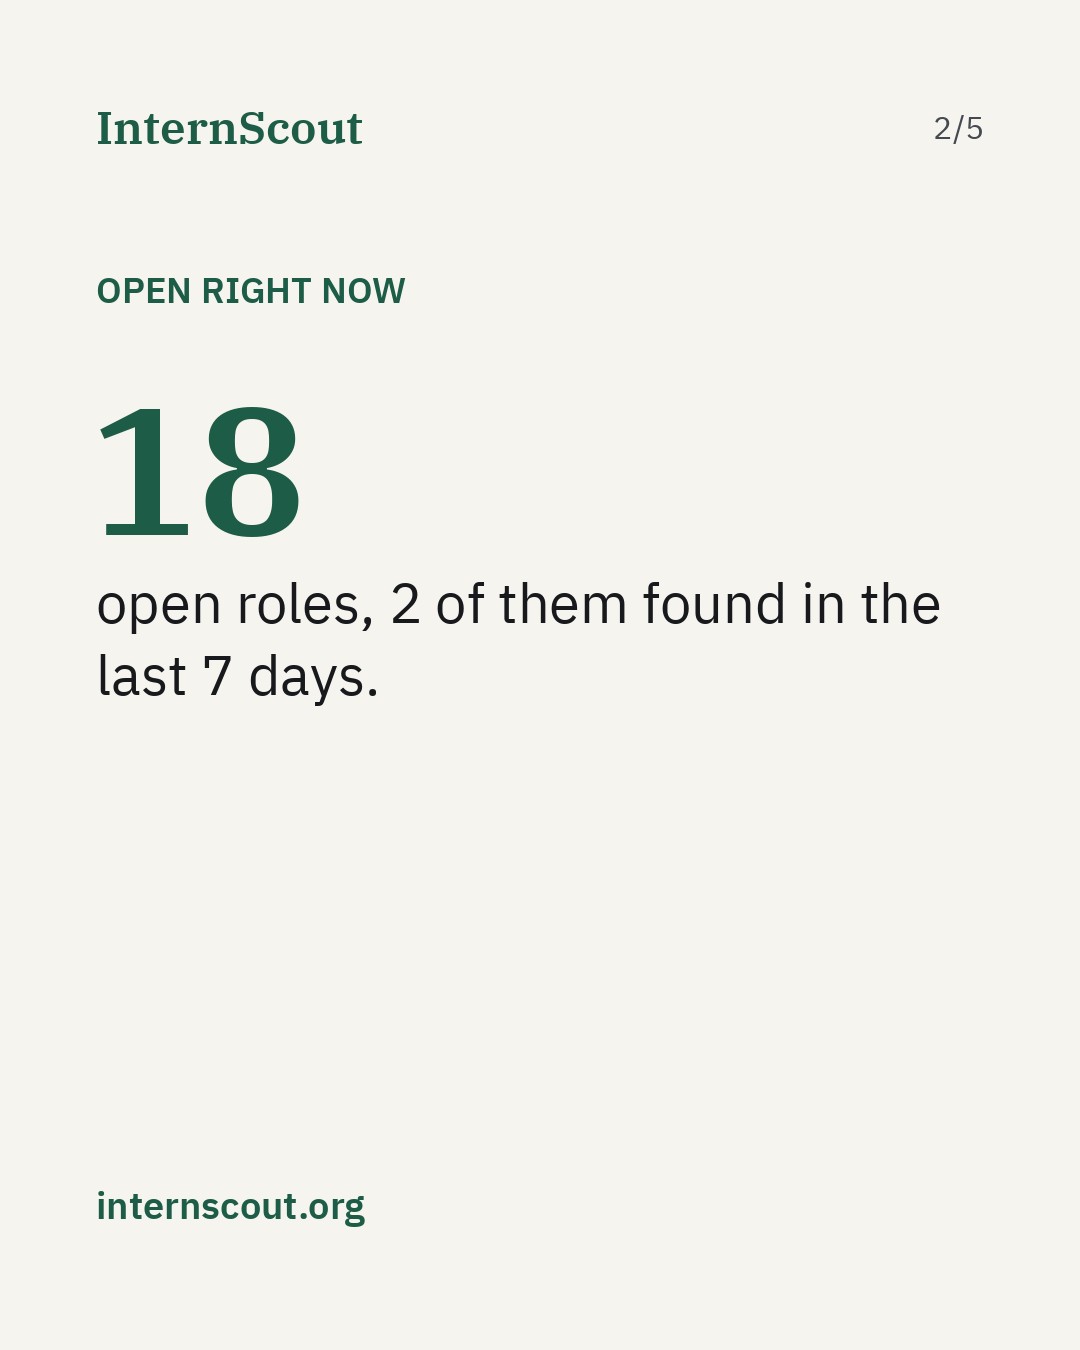 InternScout
2/5
OPEN RIGHT NOW
18
open roles, 2 of them found in the
last 7 days.
internscout.org